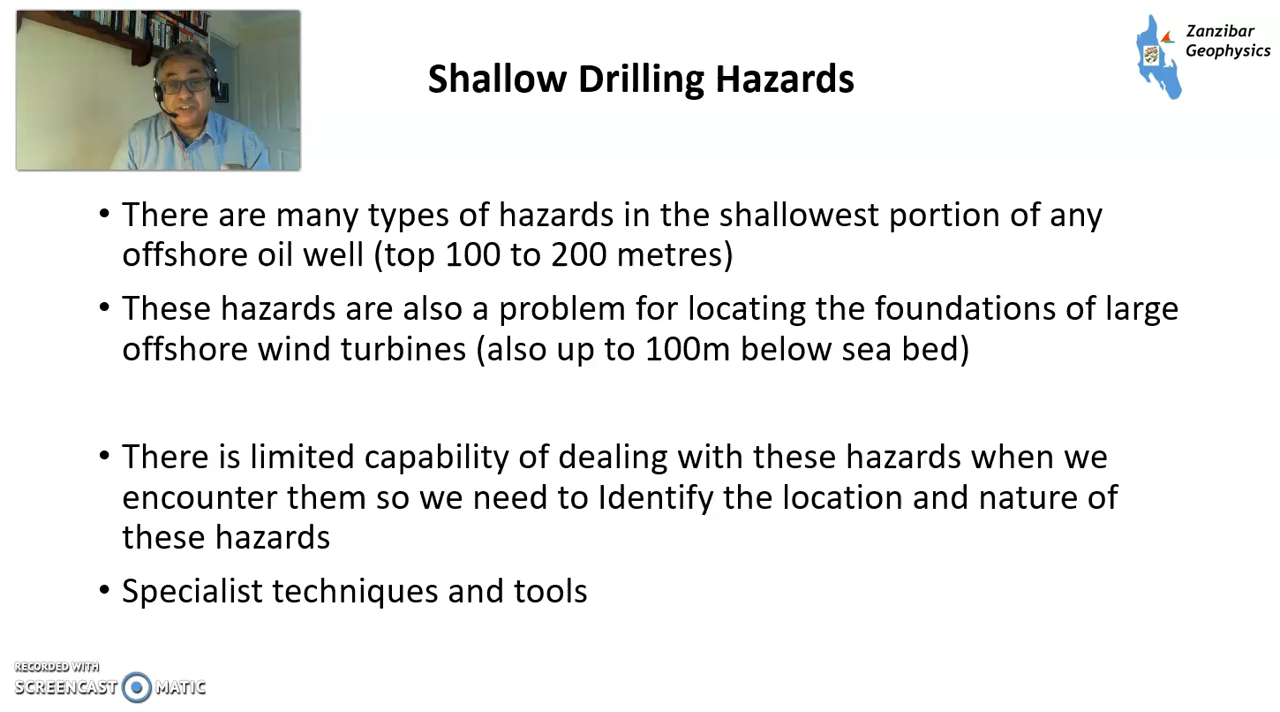 Zanzibar
Geophysics
Shallow Drilling Hazards
• There are many types of hazards in the shallowest portion of any
offshore oil well (top 100 to 200 metres)
• These hazards are also a problem for locating the foundations of large
offshore wind turbines (also up to 100m below sea bed)
• There is limited capability of dealing with these hazards when we
encounter them so we need to Identify the location and nature of
these hazards
• Specialist techniques and tools
RECORDED WITH
SCREENCAST MATIC